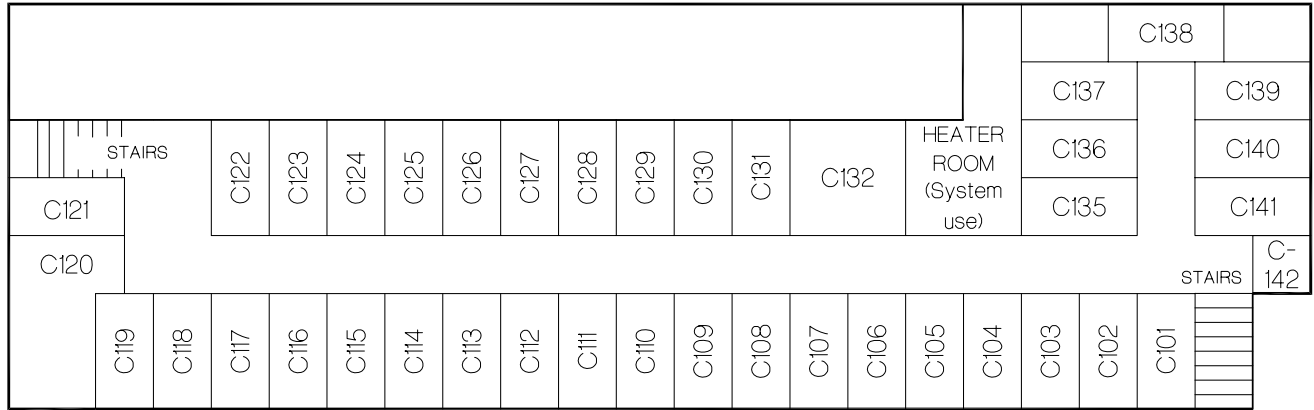 C138
C137
C139
STAIRS
C122
C123
C124
C125
C126
C127
C128
C129
C130
C131
C132
HEATER
ROOM
(System
use)
C136
C140
C121
C135
C141
C120
STAIRS
C-
142
C119
C118
C117
C116
C115
C114
C113
C112
C111
C110
C109
C108
C107
C106
C105
C104
C103
C102
C101